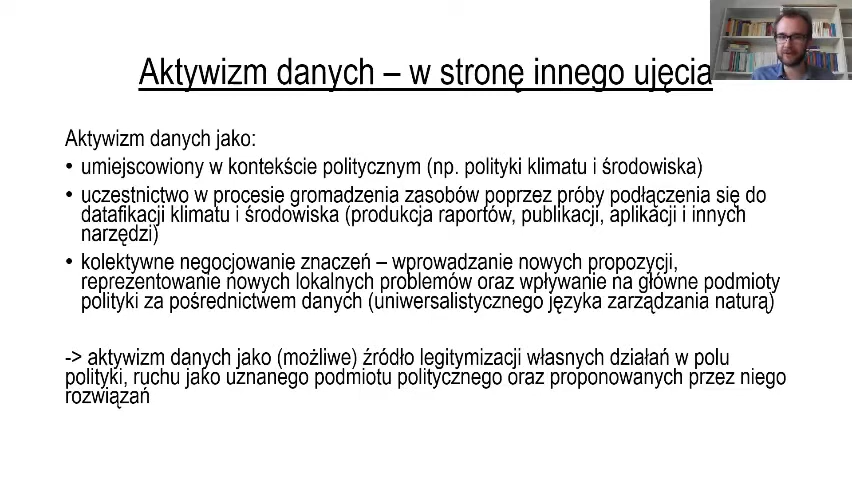 Aktywizm danych – w stronę innego ujęcia
Aktywizm danych jako:
• umiejscowiony w kontekście politycznym (np. polityki klimatu i środowiska)
• uczestnictwo w procesie gromadzenia zasobów poprzez próby podłączenia się do
datafikacji klimatu i środowiska (produkcja raportów, publikacji, aplikacji i innych
narzędzi)
• kolektywne negocjowanie znaczeń – wprowadzanie nowych propozycji,
reprezentowanie nowych lokalnych problemów oraz wpływanie na główne podmioty
polityki za pośrednictwem danych (uniwersalistycznego języka zarządzania naturą)
-> aktywizm danych jako (możliwe) źródło legitymizacji własnych działań w polu
polityki, ruchu jako uznanego podmiotu politycznego oraz proponowanych przez niego
rozwiązań